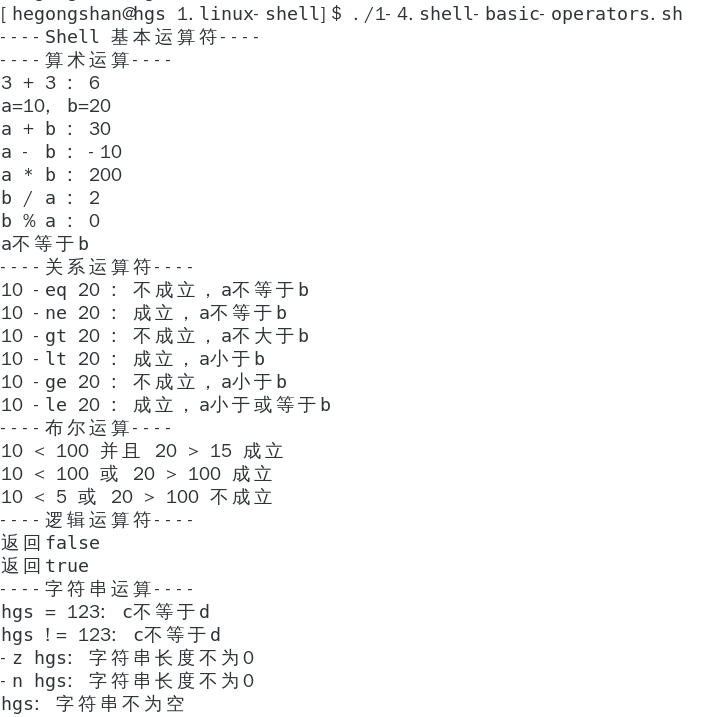 [hegongshan@hgs 1.linux-shell]$ ./1-4.shell-basic-operators.sh
----Shell 基本运算符----
----算术运算----
3 + 3 : 6
a=10, b=20
a + b : 30
a - b : -10
a * b : 200
b / a : 2
b % a : 0
a不等于b
----关系运算符----
10 -eq 20 : 不成立，a不等于b
10 -ne 20 : 成立，a不等于b
10 -gt 20 : 不成立，a不大于b
10 -lt 20 : 成立，a小于b
10 -ge 20 : 不成立，a小于b
10 -le 20 : 成立，a小于或等于b
----布尔运算----
10 < 100 并且 20 > 15 成立
10 < 100 或 20 > 100 成立
10 < 5 或 20 > 100 不成立
----逻辑运算符----
返回false
返回true
----字符串运算----
hgs = 123: c不等于d
hgs != 123: c不等于d
-z hgs: 字符串长度不为0
-n hgs: 字符串长度不为0
hgs: 字符串不为空